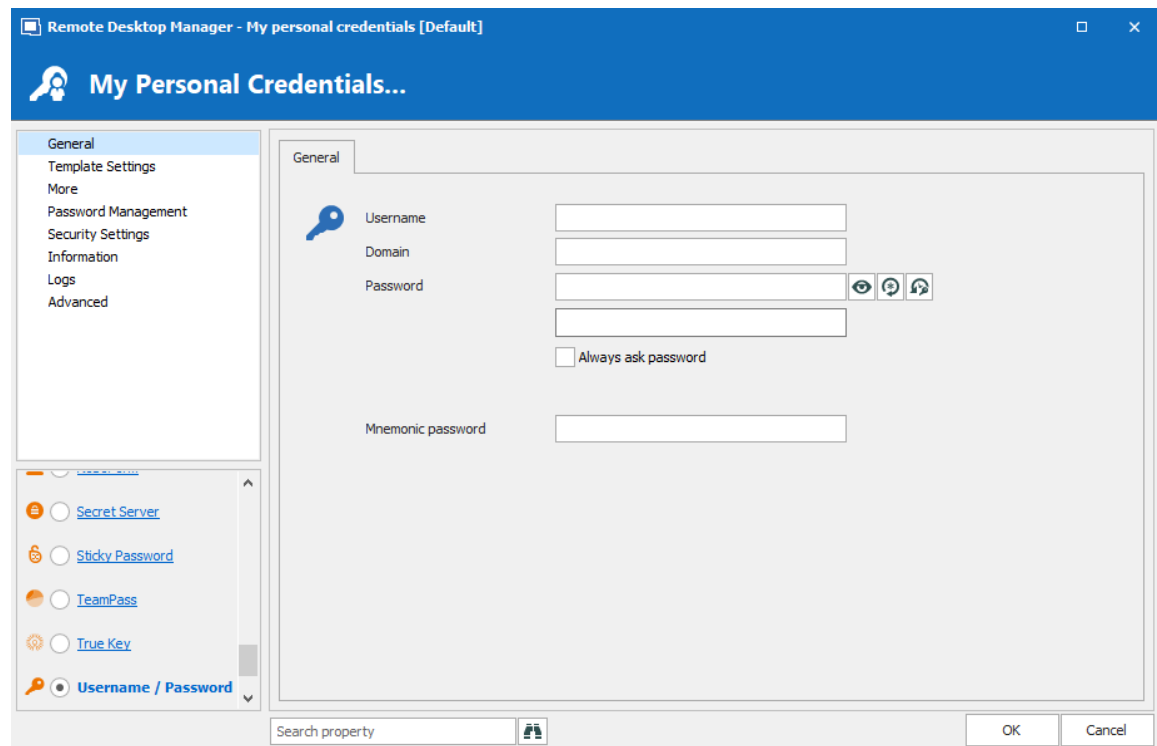 Remote Desktop Manager - My personal credentials [Default]
My Personal Credentials...
General
Template Settings
More
Password Management
Security Settings
Information
Logs
Advanced
Secret Server
Sticky Password
TeamPass
True Key
Username / Password
General
Username
Domain
Password
Always ask password
Mnemonic password
Search property
OK
Cancel